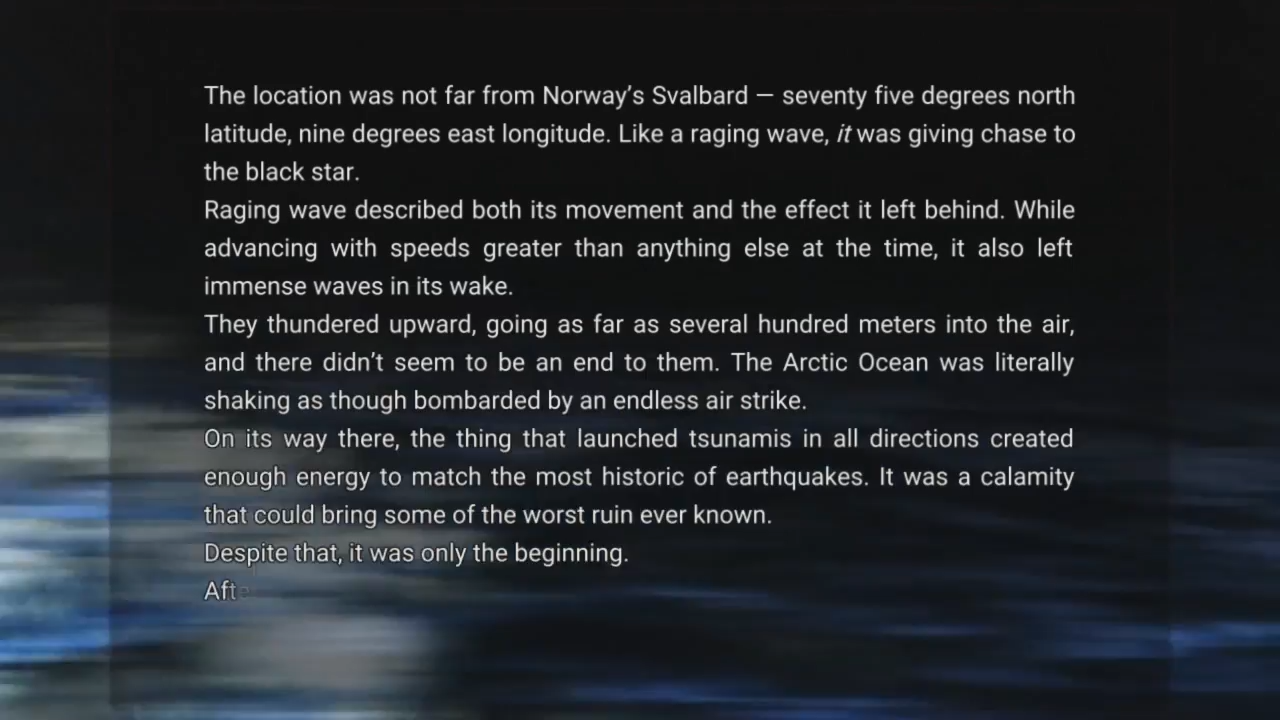 The location was not far from Norway’s Svalbard — seventy five degrees north
latitude, nine degrees east longitude. Like a raging wave, it was giving chase to
the black star.
Raging wave described both its movement and the effect it left behind. While
advancing with speeds greater than anything else at the time, it also left
immense waves in its wake.
They thundered upward, going as far as several hundred meters into the air,
and there didn’t seem to be an end to them. The Arctic Ocean was literally
shaking as though bombarded by an endless air strike.
On its way there, the thing that launched tsunamis in all directions created
enough energy to match the most historic of earthquakes. It was a calamity
that could bring some of the worst ruin ever known.
Despite that, it was only the beginning.
Afte